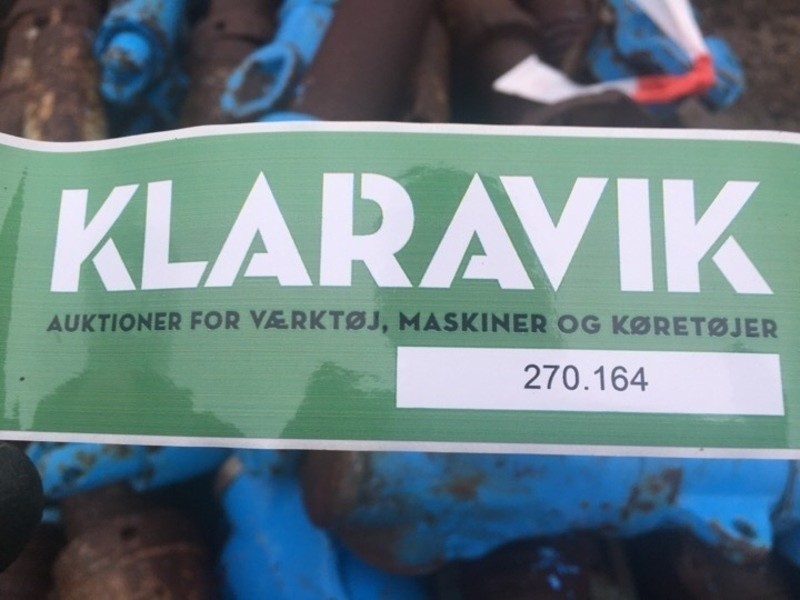 KLARAVIK
AUKTIONER FOR VÆRKTØJ, MASKINER OG KØRETØJER
270.164